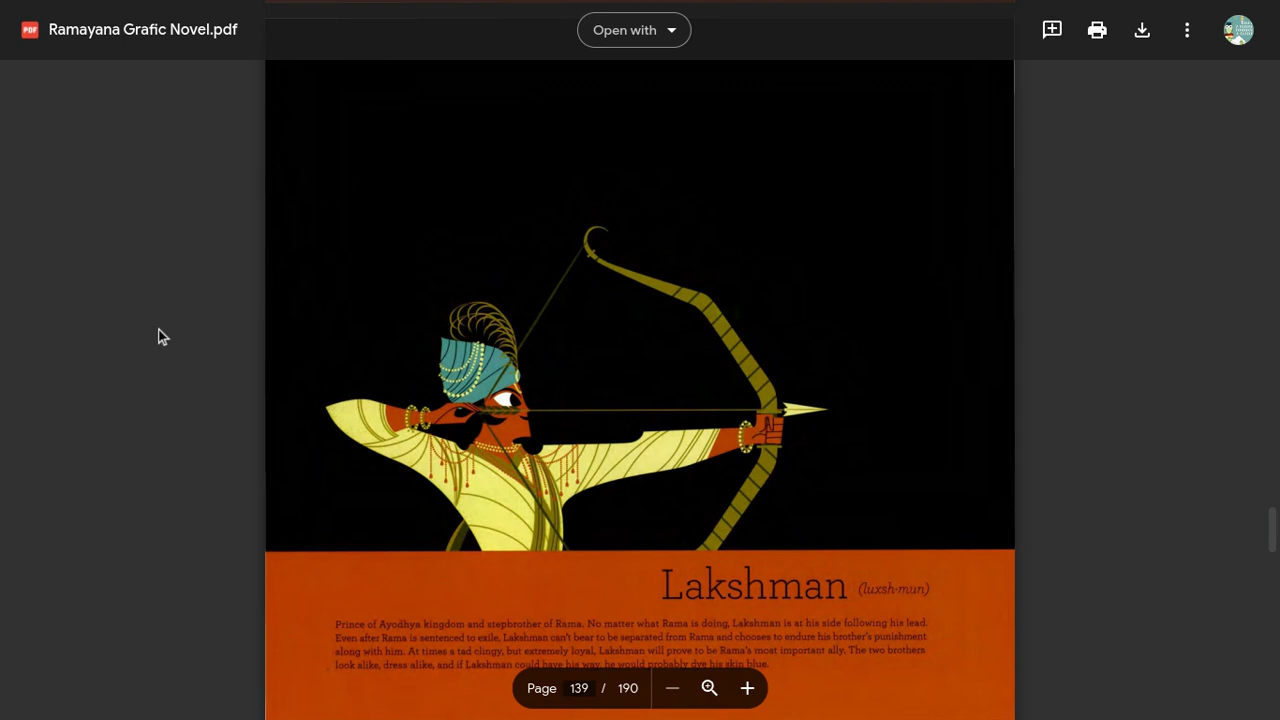 Ramayana Grafic Novel.pdf
Open with
PDF
Lakshman (luxsh-mun)
Prince of Ayodhya kingdom and stepbrother of Rama. No matter what Rama is doing, Lakshman is at his side following his lead.
Even after Rama is sentenced to exile, Lakshman can't bear to be separated from Rama and chooses to endure his brother's punishment
along with him. At times a tad clingy, but extremely loyal, Lakshman will prove to be Rama's most important ally. The two brothers
look alike, dress alike, and if Lakshman could have his way, he would probably dye his skin blue.
Page 139 / 190